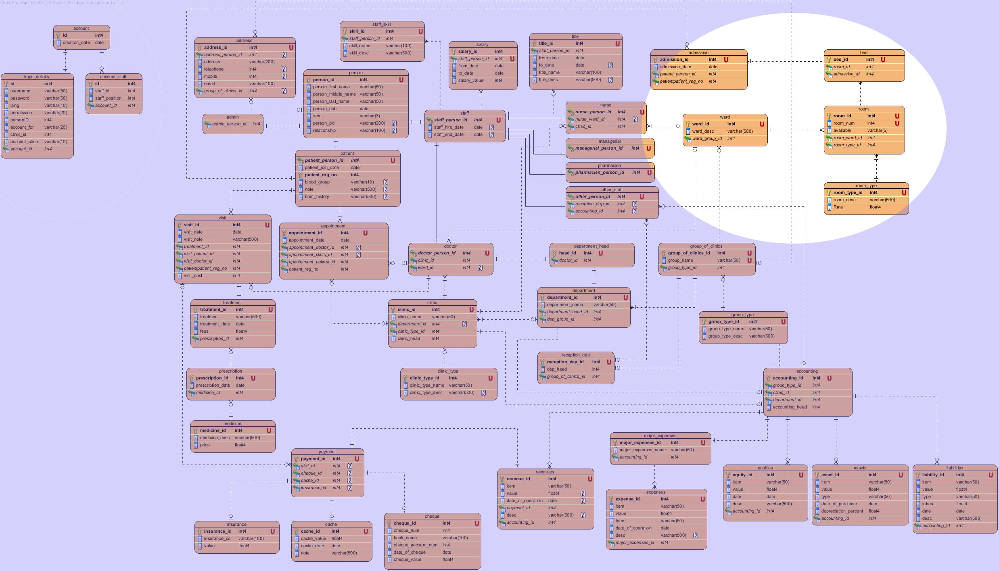 Visual Paradigm for UML Community Edition [not for commercial use]
account
id int4
creation_date date
login_details
id int4
username varchar(50)
password varchar(50)
lang varchar(10)
permission varchar(20)
personID int4
account_for varchar(20)
clinic_id int4
account_state varchar(10)
account_id int4
account_staff
id int4
staff_id int4
staff_position int4
account_id int4
address
address_id int4 U
address_person_id int4 N
address varchar(200)
telephone int4 N
mobile int4 N
email varchar(100)
group_of_clinics_id int4 N
staff_skill
skill_id int4 U
staff_person_id int4
skill_name varchar(100)
skill_desc varchar(500)
person
person_id int4 U
person_first_name varchar(50)
person_middle_name varchar(50)
person_last_name varchar(50)
person_dob date
sex varchar(3)
person_pic varchar(200) N
relationship varchar(100) N
admin
admin_person_id int4
salary
salary_id int4
staff_person_id int4 U
from_date date
to_date date
salary_value int4
title
title_id int4 U
staff_person_id int4
from_date date
to_date date N
title_name varchar(100)
title_desc varchar(500) N
staff
staff_person_id int4 U
staff_hire_date date N
staff_end_date date N
admission
admission_id int4 U
admission_date date
patient_person_id int4
patientpatient_reg_no int4
bed
bed_id int4 U
room_id int4
admission_id int4
nurse
nurse_person_id int4 U
nurse_ward_id int4 N
clinic_id int4
ward
ward_id int4 U
ward_desc varchar(500)
ward_group_id int4
room
room_id int4 U
room_num int4 U
available varchar(5)
room_ward_id int4
room_type_id int4
managerial
managerial_person_id int4 U
pharmacien
pharmacien_person_id int4 U
other_staff
other_person_id int4 U
reception_dep_id int4 N
accounting_id int4 N
room_type
room_type_id int4 U
room_desc varchar(500)
Rate float4
patient
patient_person_id int4 U
patient_join_date date
patient_reg_no int4
blood_group varchar(10) N
note varchar(500) N
brief_history varchar(500) N
visit
visit_id int4 U
visit_date date
visit_note varchar(500)
treatment_id int4
visit_patient_id int4
visit_doctor_id int4
patientpatient_reg_no int4
visit_cost int4
appointment
appointment_id int4 U
appointment_date date
appointment_doctor_id int4 N
appointment_clinic_id int4 N
appointment_patient_id int4
patient_reg_no int4
doctor
doctor_person_id int4 U
clinic_id int4
ward_id int4 N
department_head
head_id int4 U
doctor_id int4
group_of_clinics
group_of_clinics_id int4 U
group_name varchar(50) U
group_type_id int4
treatment
treatment_id int4 U
treatment varchar(500)
treatment_date date
fees float4
prescription_id int4
clinic
clinic_id int4 U
clinic_name varchar(50)
department_id int4 N
clinic_type_id int4
clinic_head int4
department
department_id int4 U
department_name varchar(50)
department_head_id int4
dep_group_id int4
group_type
group_type_id int4 U
group_type_name varchar(50)
group_type_desc varchar(500)
prescription
prescription_id int4 U
prescription_date date
medicine_id int4
clinic_type
clinic_type_id int4 U
clinic_type_name varchar(50)
clinic_type_desc varchar(500) N
reception_dep
reception_dep_id int4 U
dep_head int4
group_of_clinics_id int4
accounting
accounting_id int4 U
group_type_id int4
clinic_id int4
department_id int4
accounting_head int4
medicine
medicine_id int4 U
medicine_desc varchar(500)
price float4
payment
payment_id int4 U
visit_id int4 N
cheque_id int4 N
cache_id int4 N
insurance_id int4 N
major_expenses
major_expenses_id int4 U
major_expenses_name varchar(50)
accounting_id int4
revenues
revenue_id int4 U
item varchar(50)
value float4 N
date_of_operation date N
payment_id int4
desc varchar(500) N
accounting_id int4
expenses
expense_id int4 U
item varchar(50)
vlaue float4
type varchar(50)
date_of_operation date
desc varchar(500) N
major_expenses_id int4
equities
equity_id int4 U
item varchar(50)
value float4
date date
desc varchar(500)
accounting_id int4
assets
asset_id int4 U
item varchar(50)
value float4
type varchar(50)
date_of_purchase date
depreciation_percent float4
accounting_id int4
liabilities
liability_id int4 U
item varchar(50)
value float4
type varchar(50)
intrest float4
date date
desc varchar(500)
accounting_id int4
insurance
insurance_id int4 U
insurance_co varchar(100)
value float4
cache
cache_id int4 U
cache_value float4
cache_date date
note varchar(500)
cheque
cheque_id int4 U
cheque_num int4
bank_name varchar(100)
cheque_account_num int4
date_of_cheque date
cheque_value float4